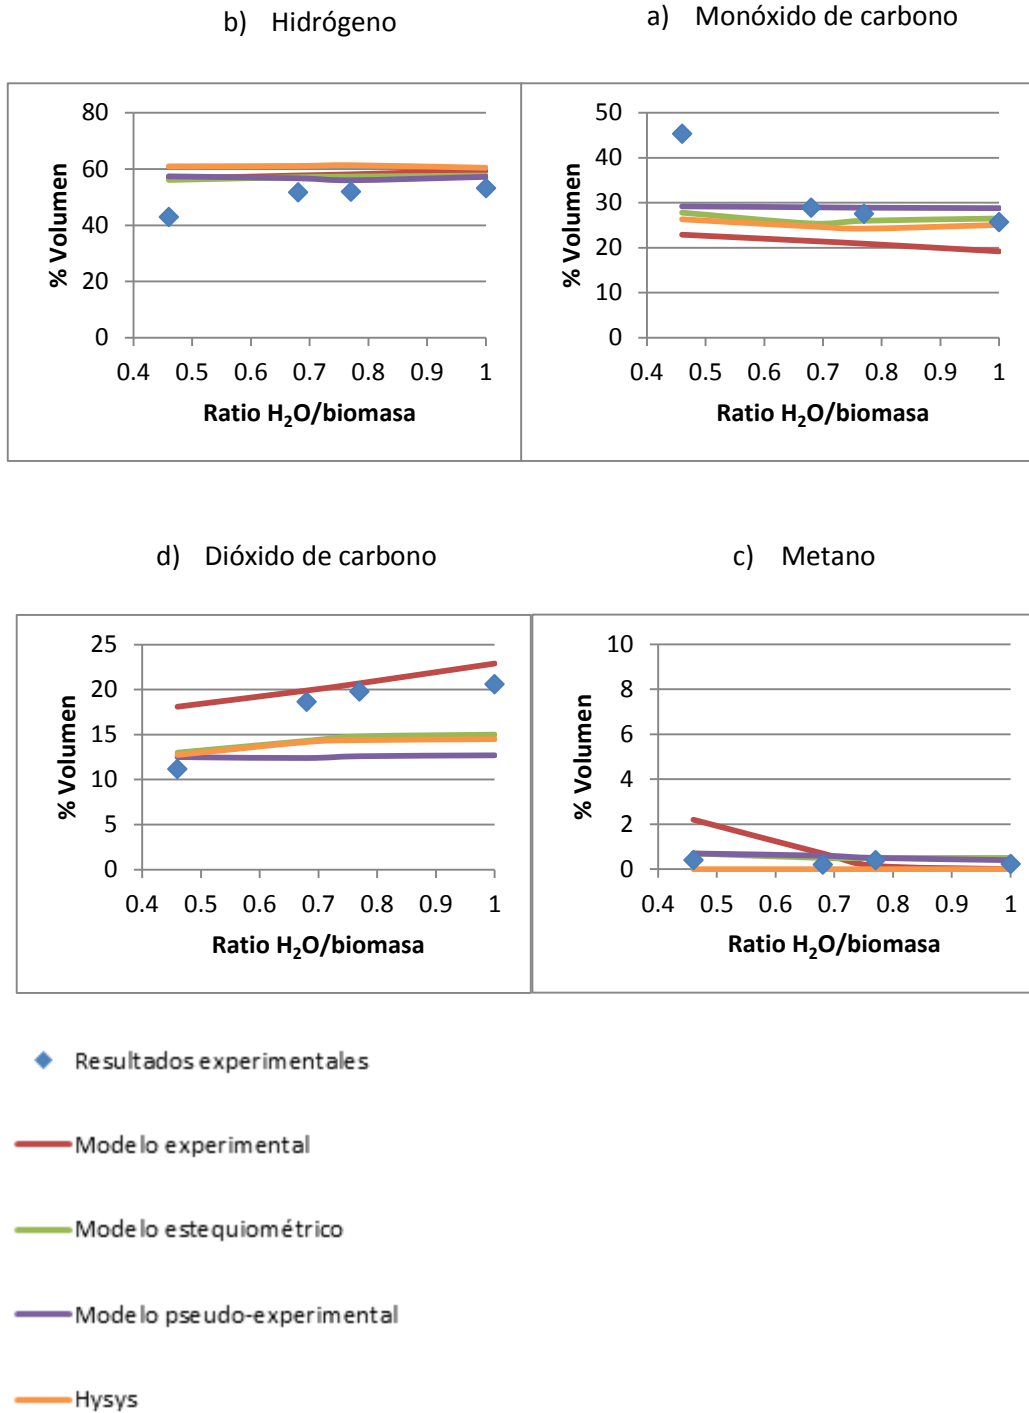 b) Hidrógeno
a) Monóxido de carbono
80
60
40
20
0
% Volumen
0.4 0.5 0.6 0.7 0.8 0.9 1
Ratio H₂O/biomasa
50
40
30
20
10
0
% Volumen
0.4 0.5 0.6 0.7 0.8 0.9 1
Ratio H₂O/biomasa
d) Dióxido de carbono
c) Metano
25
20
15
10
5
0
% Volumen
0.4 0.5 0.6 0.7 0.8 0.9 1
Ratio H₂O/biomasa
10
8
6
4
2
0
% Volumen
0.4 0.5 0.6 0.7 0.8 0.9 1
Ratio H₂O/biomasa
Resultados experimentales
Modelo experimental
Modelo estequiométrico
Modelo pseudo-experimental
Hysys